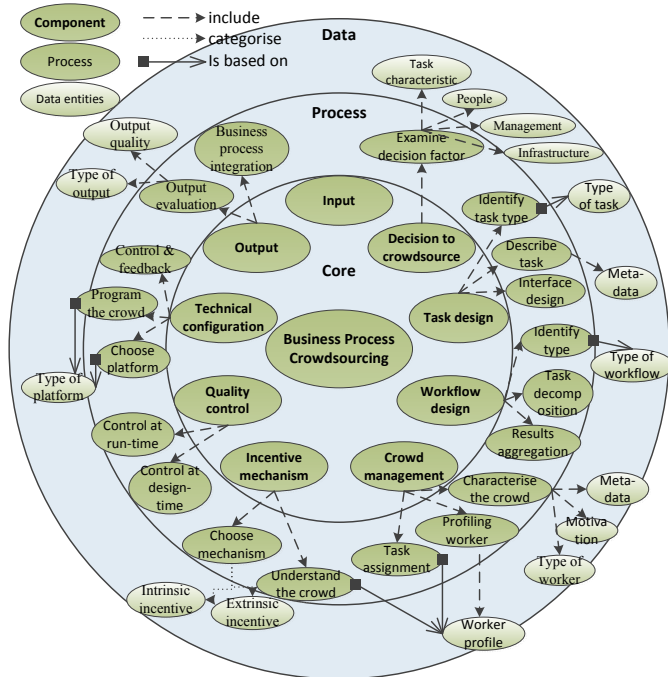 Component
Process
Data entities
include
categorise
Is based on
Data
Process
Core
Task
characteristic
People
Management
Infrastructure
Examine
decision factor
Business
process
integration
Output
quality
Type of
output
Output
evaluation
Input
Output
Decision to
crowdsource
Identify
task type
Type
of task
Describe
task
Meta-
data
Interface
design
Task design
Control &
feedback
Program
the crowd
Technical
configuration
Choose
platform
Type of
platform
Business Process
Crowdsourcing
Identify
type
Type of
workflow
Task
decomp
osition
Workflow
design
Results
aggregation
Quality
control
Control at
run-time
Control at
design-
time
Incentive
mechanism
Crowd
management
Characterise
the crowd
Meta-
data
Motiva
tion
Type of
worker
Profiling
worker
Choose
mechanism
Task
assignment
Understand
the crowd
Intrinsic
incentive
Extrinsic
incentive
Worker
profile